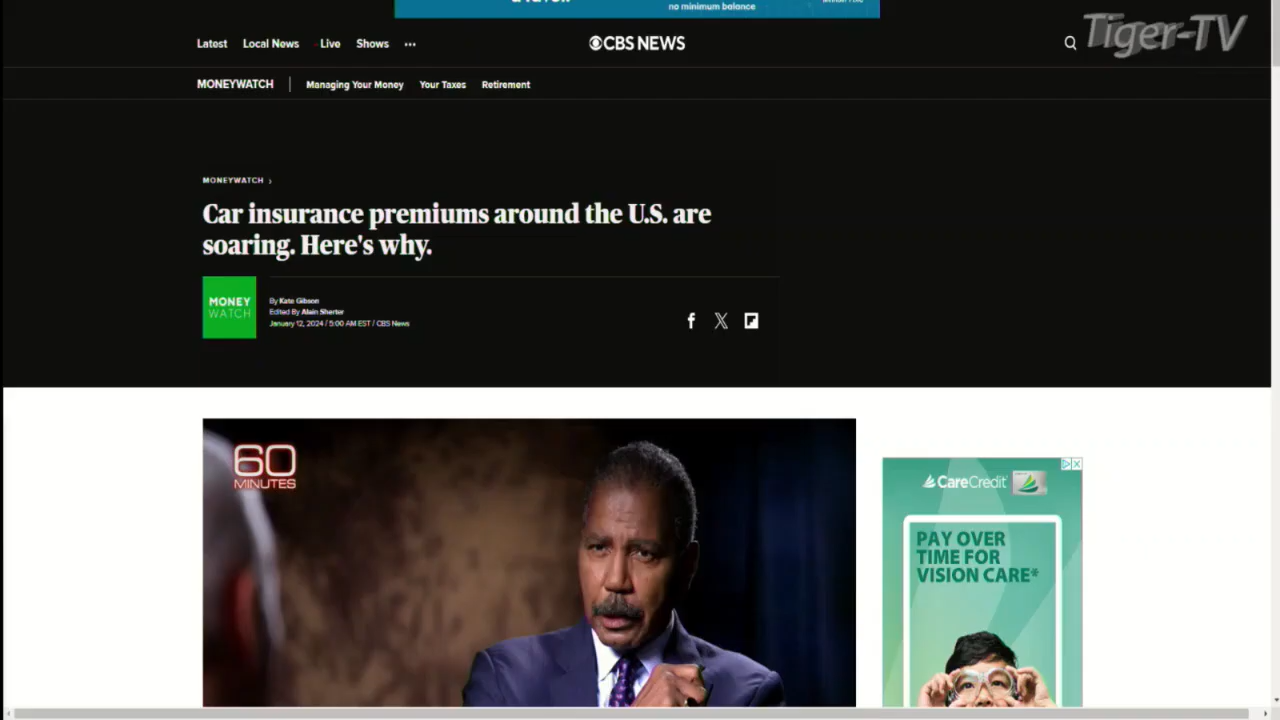 no minimum balance
Latest
Local News
Live
Shows
CBS NEWS
Tiger-TV
MONEYWATCH
Managing Your Money
Your Taxes
Retirement
MONEYWATCH
Car insurance premiums around the U.S. are
soaring. Here's why.
MONEY
WATCH
By Kate Gibson
Edited By Alain Sherter
January 12, 2024 / 5:00 AM EST / CBS News
60
MINUTES
CareCredit
PAY OVER
TIME FOR
VISION CARE*